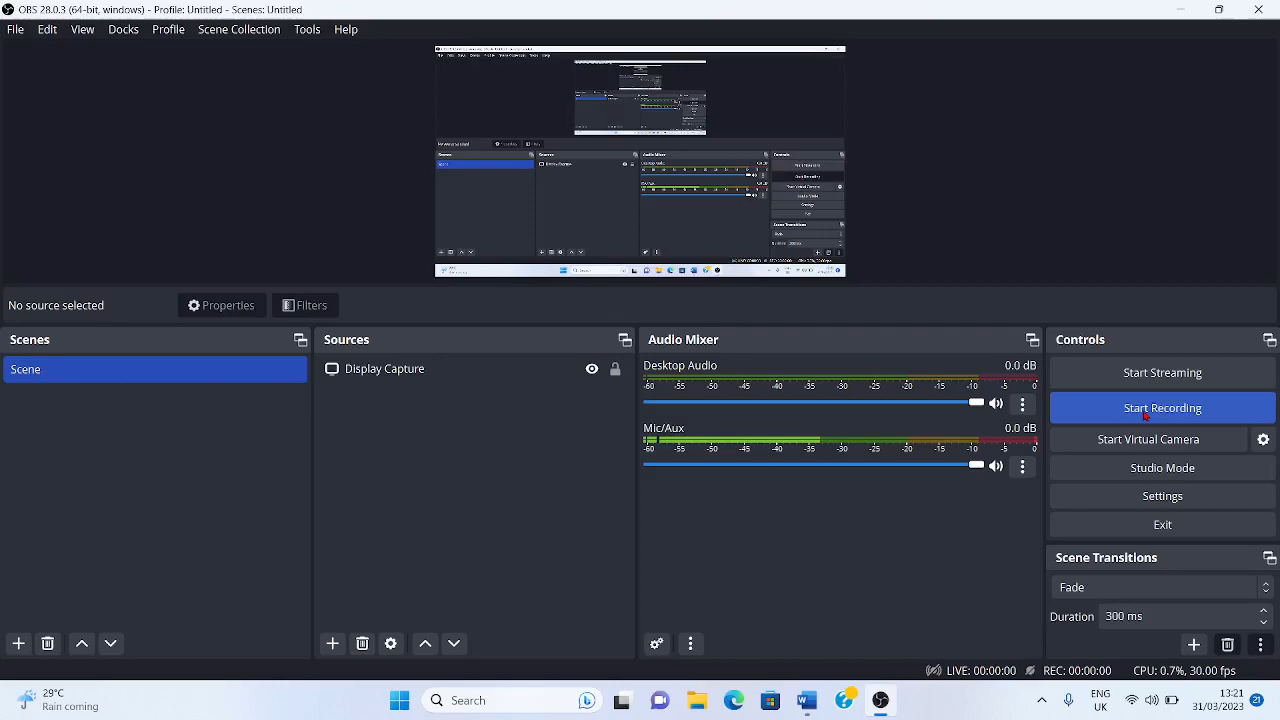 OBS 28.0.3 (64-bit, windows) - Profile: Untitled - Scenes: Untitled
File Edit View Docks Profile Scene Collection Tools Help
No source selected Properties Filters
Scenes Sources Audio Mixer Controls
Scene
Display Capture
Desktop Audio 0.0 dB
-60 -55 -50 -45 -40 -35 -30 -25 -20 -15 -10 -5 0
Mic/Aux 0.0 dB
-60 -55 -50 -45 -40 -35 -30 -25 -20 -15 -10 -5 0
Start Streaming
Start Recording
Start Virtual Camera
Studio Mode
Settings
Exit
Scene Transitions
Fade
Duration 300 ms
LIVE: 00:00:00 REC: 00:00:00 CPU: 0.7%, 30.00 fps
29°C
Rain coming
Search
ENG
UK
13:21
31/03/2023
21